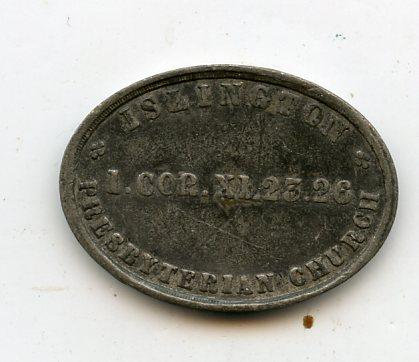 ISLINGTON
1. COR. XI. 23. 26
PRESBYTERIAN CHURCH